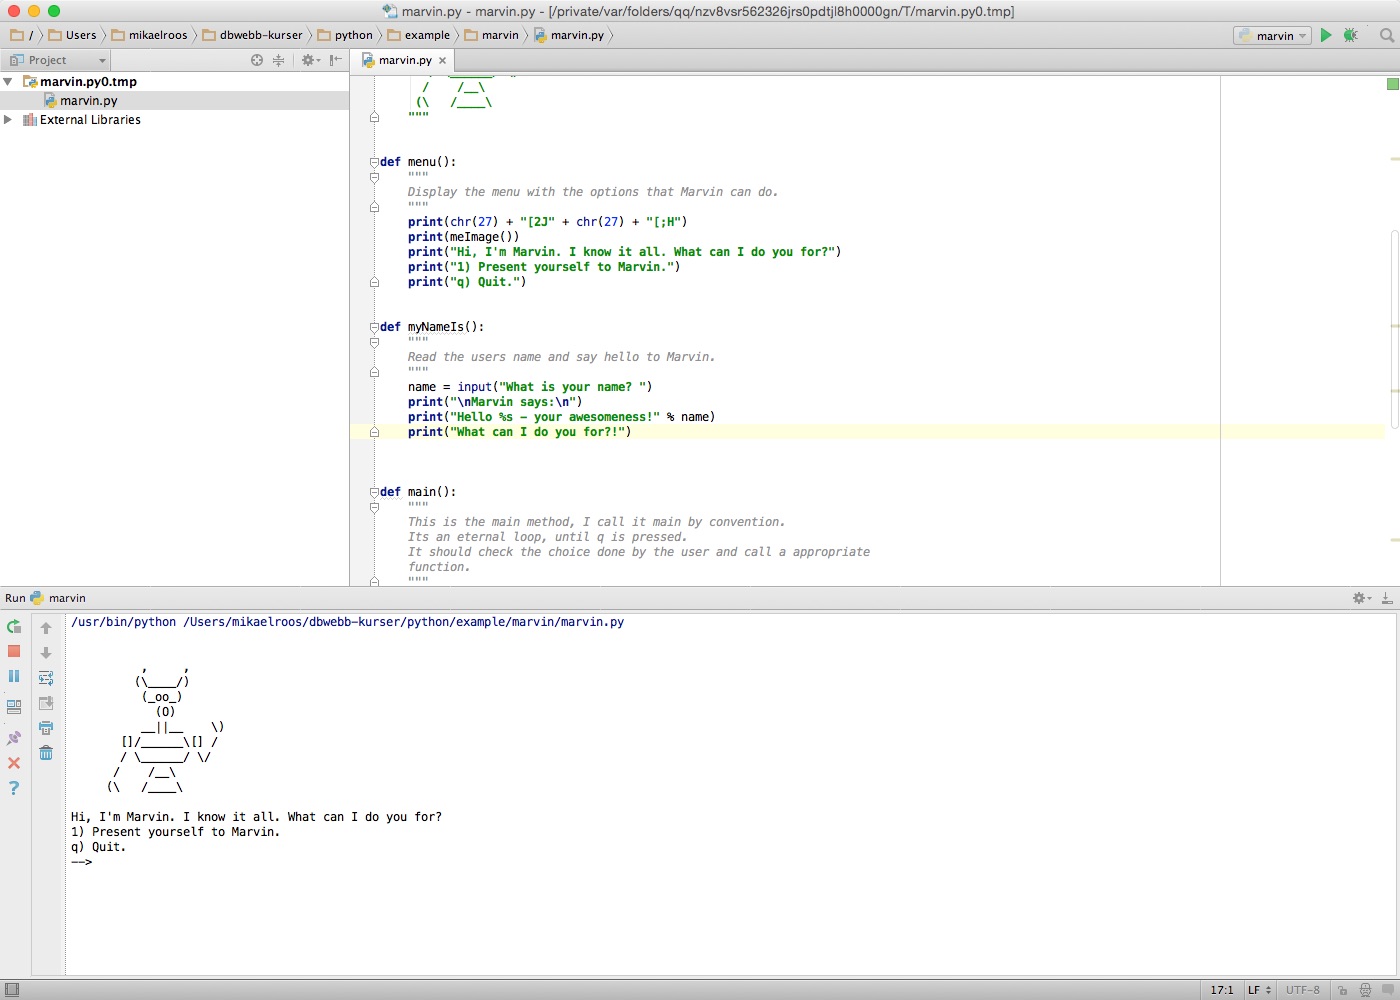 marvin.py - marvin.py - [/private/var/folders/qq/nzv8vsr562326jrs0pdtjl8h0000gn/T/marvin.py0.tmp]
/ Users mikaelroos dbwebb-kurser python example marvin marvin.py marvin
Project
marvin.py
marvin.py0.tmp
marvin.py
External Libraries
/    /__\
(\   /____\
"""
def menu():
"""
Display the menu with the options that Marvin can do.
"""
print(chr(27) + "[2J" + chr(27) + "[;H")
print(meImage())
print("Hi, I'm Marvin. I know it all. What can I do you for?")
print("1) Present yourself to Marvin.")
print("q) Quit.")
def myNameIs():
"""
Read the users name and say hello to Marvin.
"""
name = input("What is your name? ")
print("\nMarvin says:\n")
print("Hello %s - your awesomeness!" % name)
print("What can I do you for?!")
def main():
"""
This is the main method, I call it main by convention.
Its an eternal loop, until q is pressed.
It should check the choice done by the user and call a appropriate
function.
"""
Run marvin
/usr/bin/python /Users/mikaelroos/dbwebb-kurser/python/example/marvin/marvin.py
,     ,
(\____/)
(_oo_)
(O)
__||__    \)
[]/______\[] /
/ \______/ \/
/    /__\
(\   /____\
Hi, I'm Marvin. I know it all. What can I do you for?
1) Present yourself to Marvin.
q) Quit.
-->
17:1 LF UTF-8